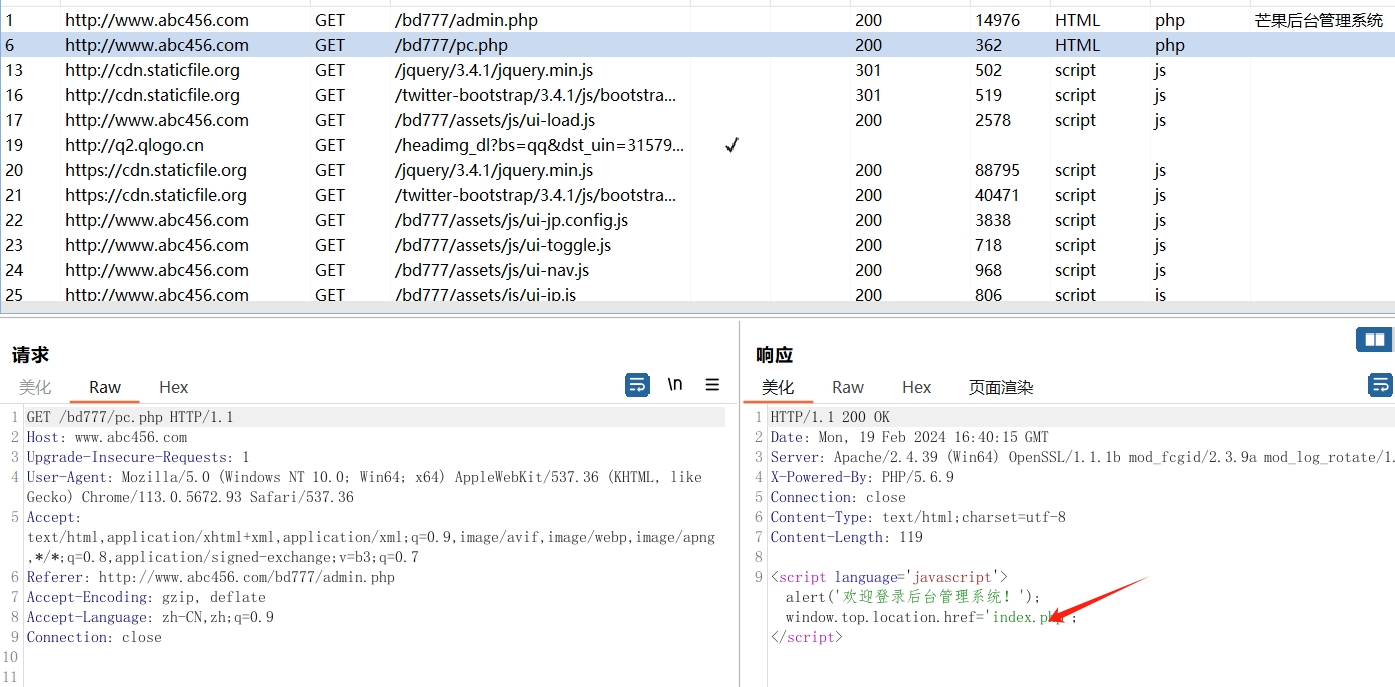 1 http://www.abc456.com GET /bd777/admin.php 200 14976 HTML php 芒果后台管理系统
6 http://www.abc456.com GET /bd777/pc.php 200 362 HTML php
13 http://cdn.staticfile.org GET /jquery/3.4.1/jquery.min.js 301 502 script js
16 http://cdn.staticfile.org GET /twitter-bootstrap/3.4.1/js/bootstra... 301 519 script js
17 http://www.abc456.com GET /bd777/assets/js/ui-load.js 200 2578 script js
19 http://q2.qlogo.cn GET /headimg_dl?bs=qq&dst_uin=31579... ✓
20 https://cdn.staticfile.org GET /jquery/3.4.1/jquery.min.js 200 88795 script js
21 https://cdn.staticfile.org GET /twitter-bootstrap/3.4.1/js/bootstra... 200 40471 script js
22 http://www.abc456.com GET /bd777/assets/js/ui-jp.config.js 200 3838 script js
23 http://www.abc456.com GET /bd777/assets/js/ui-toggle.js 200 718 script js
24 http://www.abc456.com GET /bd777/assets/js/ui-nav.js 200 968 script js
25 http://www.abc456.com GET /bd777/assets/js/ui-jp.js 200 806 script js
请求
美化 Raw Hex \n
1 GET /bd777/pc.php HTTP/1.1
2 Host: www.abc456.com
3 Upgrade-Insecure-Requests: 1
4 User-Agent: Mozilla/5.0 (Windows NT 10.0; Win64; x64) AppleWebKit/537.36 (KHTML, like
Gecko) Chrome/113.0.5672.93 Safari/537.36
5 Accept:
text/html,application/xhtml+xml,application/xml;q=0.9,image/avif,image/webp,image/apng
,*/*;q=0.8,application/signed-exchange;v=b3;q=0.7
6 Referer: http://www.abc456.com/bd777/admin.php
7 Accept-Encoding: gzip, deflate
8 Accept-Language: zh-CN,zh;q=0.9
9 Connection: close
10
11
响应
美化 Raw Hex 页面渲染
1 HTTP/1.1 200 OK
2 Date: Mon, 19 Feb 2024 16:40:15 GMT
3 Server: Apache/2.4.39 (Win64) OpenSSL/1.1.1b mod_fcgid/2.3.9a mod_log_rotate/1.
4 X-Powered-By: PHP/5.6.9
5 Connection: close
6 Content-Type: text/html;charset=utf-8
7 Content-Length: 119
8
9 <script language='javascript'>
alert('欢迎登录后台管理系统！');
window.top.location.href='index.php';
</script>